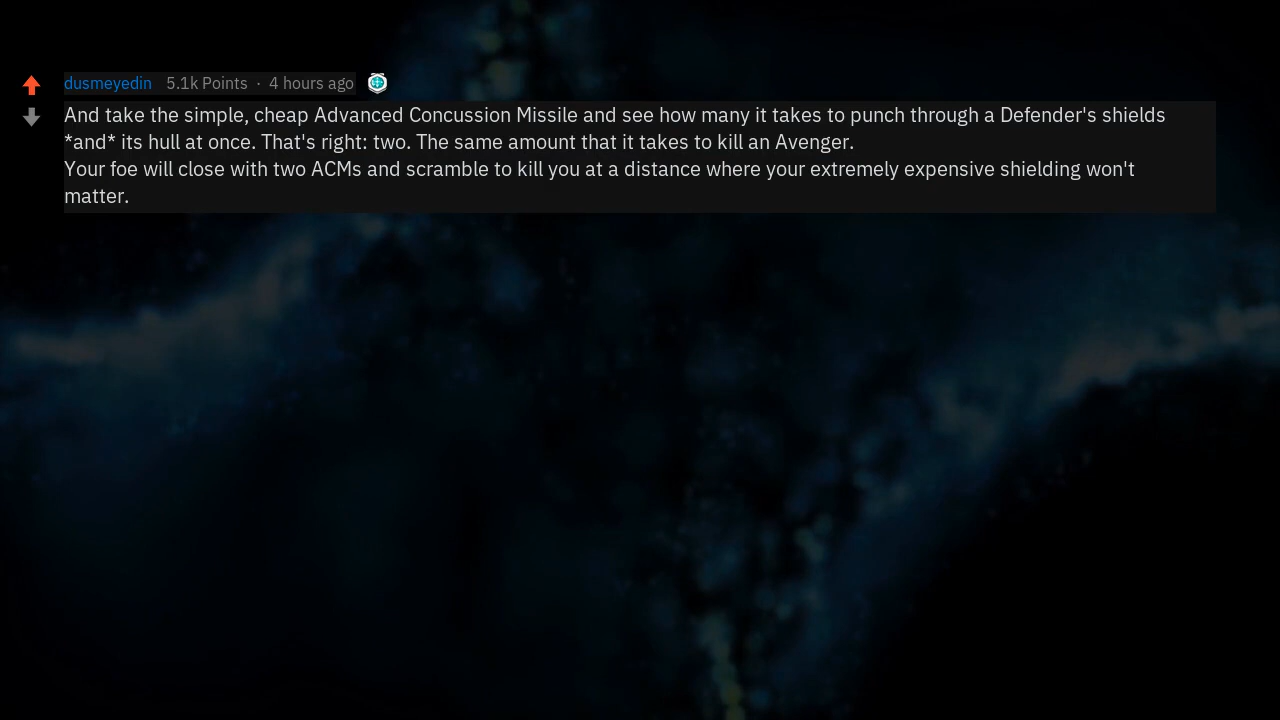 dusmeyedin 5.1k Points · 4 hours ago
And take the simple, cheap Advanced Concussion Missile and see how many it takes to punch through a Defender's shields
*and* its hull at once. That's right: two. The same amount that it takes to kill an Avenger.
Your foe will close with two ACMs and scramble to kill you at a distance where your extremely expensive shielding won't
matter.